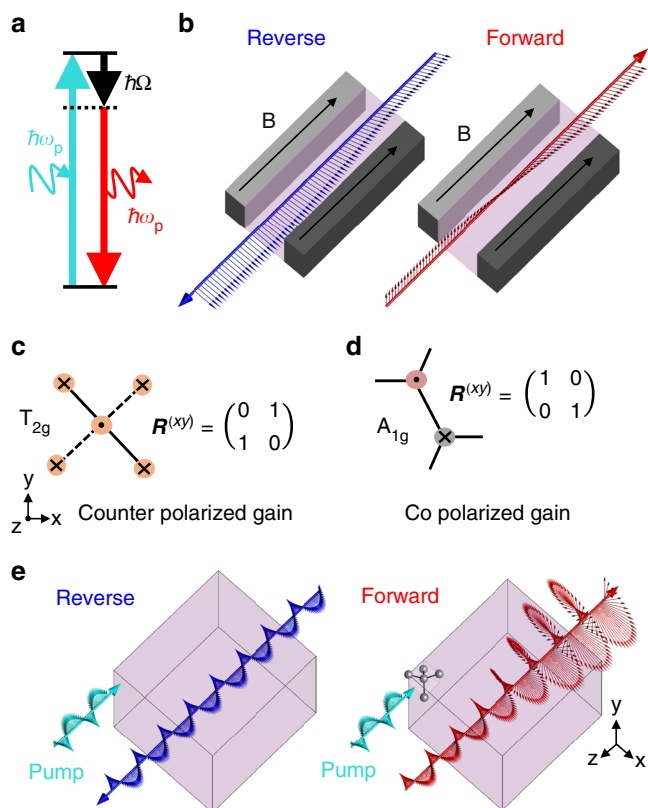 a
ħΩ
ħω_p
ħω_p
b
Reverse
Forward
B
B
c
T_2g
R^(xy) = (0 1
1 0)
y
z
x
Counter polarized gain
d
A_1g
R^(xy) = (1 0
0 1)
Co polarized gain
e
Reverse
Forward
Pump
Pump
y
z
x